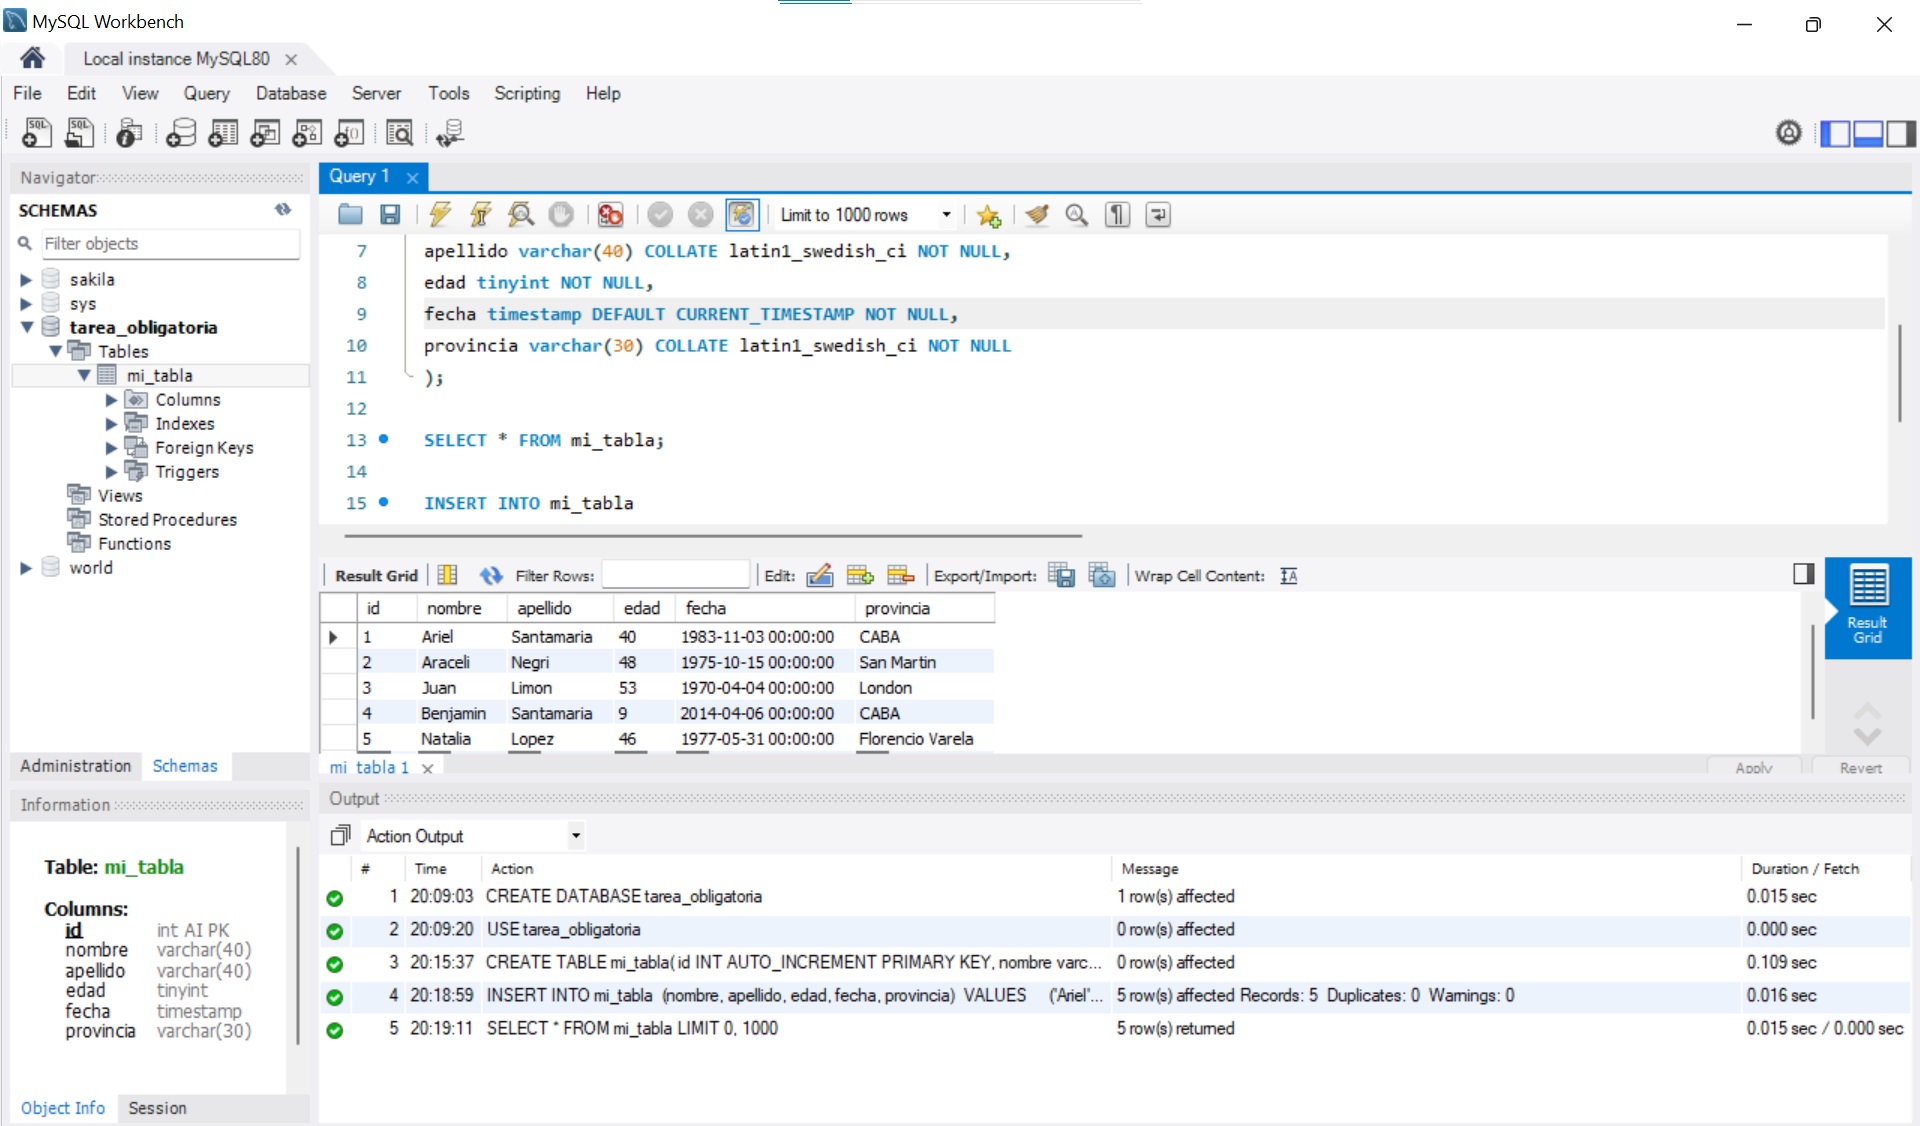 MySQL Workbench
Local instance MySQL80
File Edit View Query Database Server Tools Scripting Help
Navigator
SCHEMAS
Filter objects
sakila
sys
tarea_obligatoria
Tables
mi_tabla
Columns
Indexes
Foreign Keys
Triggers
Views
Stored Procedures
Functions
world
Administration Schemas
Information
Table: mi_tabla
Columns:
id int AI PK
nombre varchar(40)
apellido varchar(40)
edad tinyint
fecha timestamp
provincia varchar(30)
Object Info Session
Query 1
Limit to 1000 rows
7 apellido varchar(40) COLLATE latin1_swedish_ci NOT NULL,
8 edad tinyint NOT NULL,
9 fecha timestamp DEFAULT CURRENT_TIMESTAMP NOT NULL,
10 provincia varchar(30) COLLATE latin1_swedish_ci NOT NULL
11 );
12
13 SELECT * FROM mi_tabla;
14
15 INSERT INTO mi_tabla
Result Grid Filter Rows: Edit: Export/Import: Wrap Cell Content:
id nombre apellido edad fecha provincia
1 Ariel Santamaria 40 1983-11-03 00:00:00 CABA
2 Araceli Negri 48 1975-10-15 00:00:00 San Martin
3 Juan Limon 53 1970-04-04 00:00:00 London
4 Benjamin Santamaria 9 2014-04-06 00:00:00 CABA
5 Natalia Lopez 46 1977-05-31 00:00:00 Florencio Varela
Result
Grid
mi_tabla 1
Apply Revert
Output
Action Output
# Time Action Message Duration / Fetch
1 20:09:03 CREATE DATABASE tarea_obligatoria 1 row(s) affected 0.015 sec
2 20:09:20 USE tarea_obligatoria 0 row(s) affected 0.000 sec
3 20:15:37 CREATE TABLE mi_tabla( id INT AUTO_INCREMENT PRIMARY KEY, nombre varc... 0 row(s) affected 0.109 sec
4 20:18:59 INSERT INTO mi_tabla (nombre, apellido, edad, fecha, provincia) VALUES ('Ariel'... 5 row(s) affected Records: 5 Duplicates: 0 Warnings: 0 0.016 sec
5 20:19:11 SELECT * FROM mi_tabla LIMIT 0, 1000 5 row(s) returned 0.015 sec / 0.000 sec